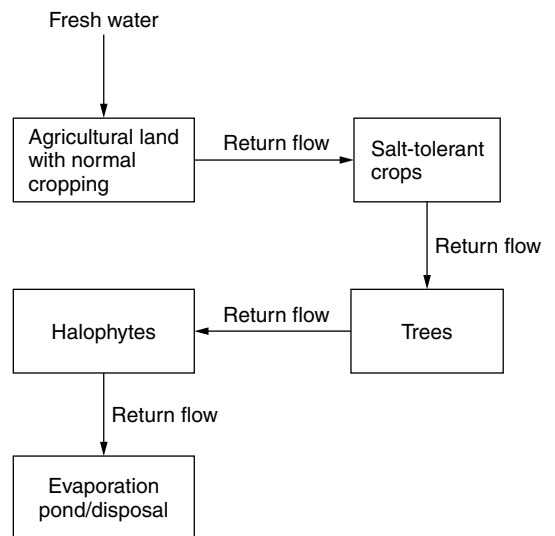 Fresh water
Agricultural land
with normal
cropping
Return flow
Salt-tolerant
crops
Return flow
Trees
Return flow
Halophytes
Return flow
Evaporation
pond/disposal